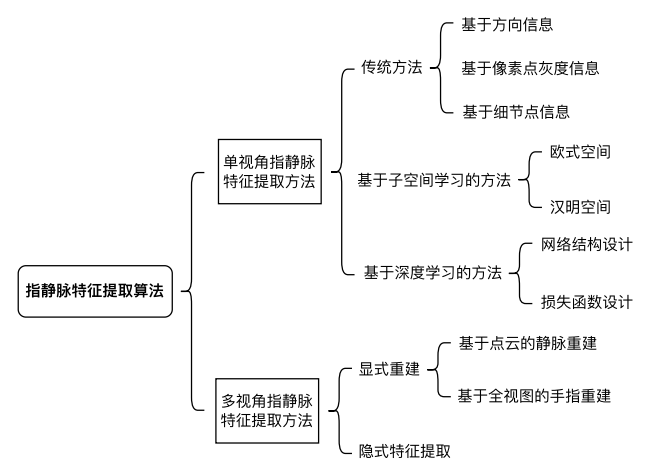 指静脉特征提取算法
单视角指静脉
特征提取方法
传统方法
基于方向信息
基于像素点灰度信息
基于细节点信息
基于子空间学习的方法
欧式空间
汉明空间
基于深度学习的方法
网络结构设计
损失函数设计
多视角指静脉
特征提取方法
显式重建
基于点云的静脉重建
基于全视图的手指重建
隐式特征提取